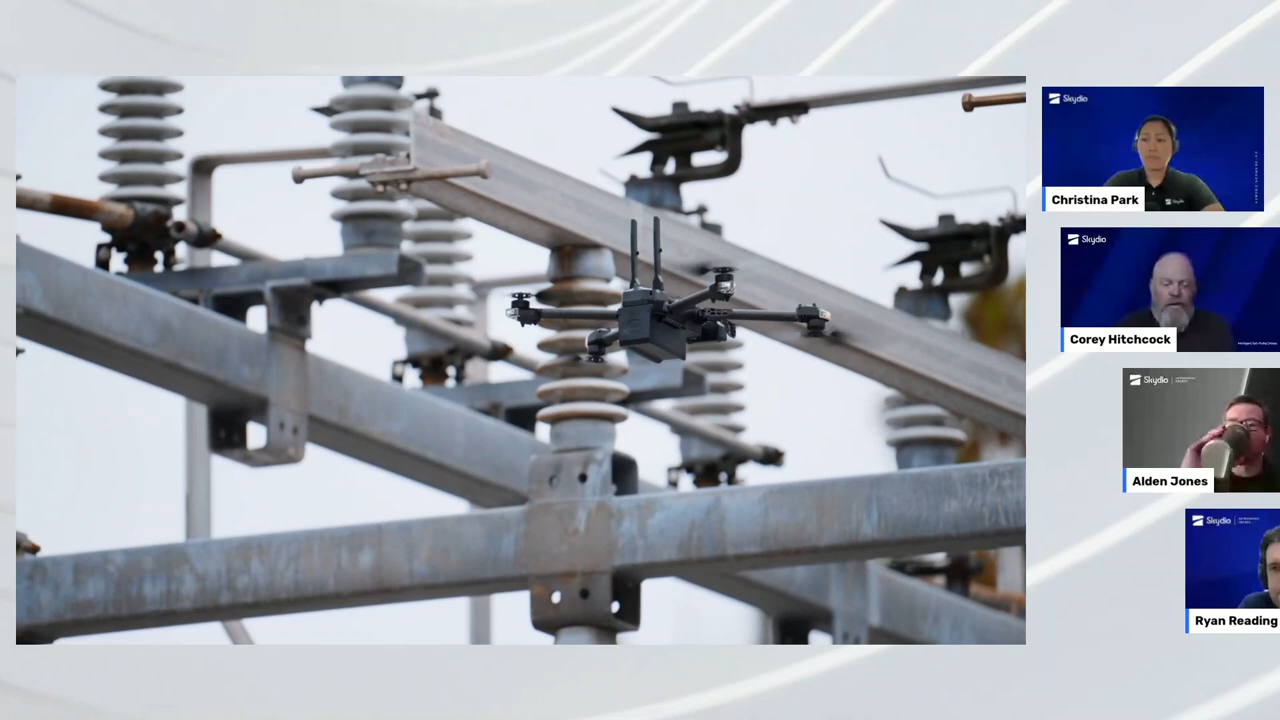 Skydio
Christina Park
Skydio
Corey Hitchcock
Skydio
Alden Jones
Skydio
Ryan Reading